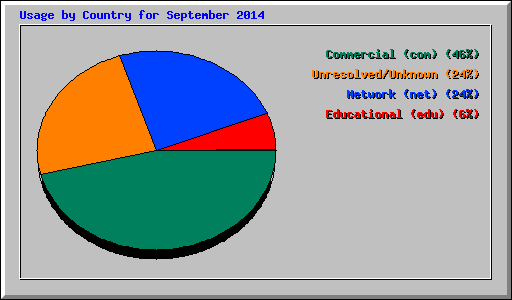 Usage by Country for September 2014
Commercial (com) (46%)
Unresolved/Unknown (24%)
Network (net) (24%)
Educational (edu) (6%)